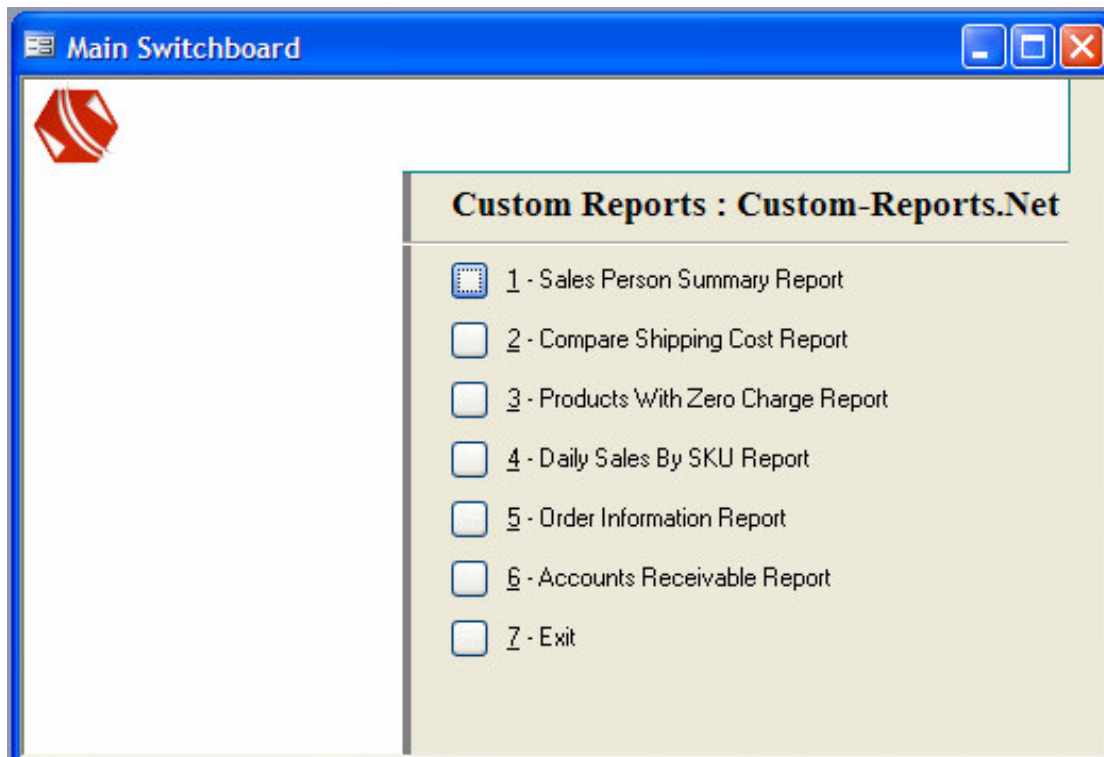 Main Switchboard
Custom Reports : Custom-Reports.Net
1 - Sales Person Summary Report
2 - Compare Shipping Cost Report
3 - Products With Zero Charge Report
4 - Daily Sales By SKU Report
5 - Order Information Report
6 - Accounts Receivable Report
7 - Exit